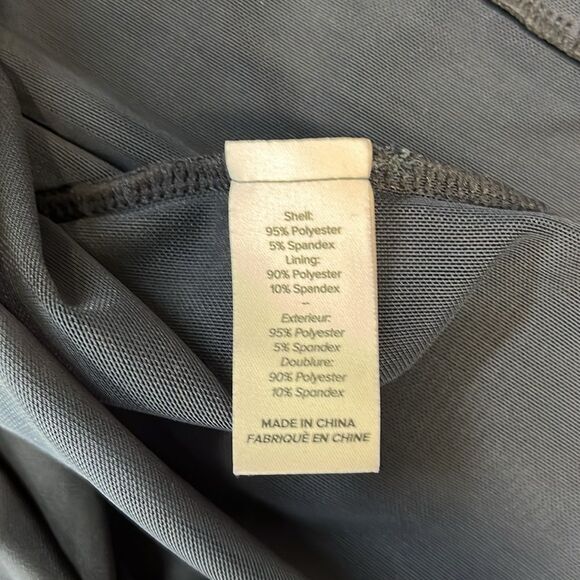 Shell:
95% Polyester
5% Spandex
Lining:
90% Polyester
10% Spandex
–
Exterieur:
95% Polyester
5% Spandex
Doublure:
90% Polyester
10% Spandex
MADE IN CHINA
FABRIQUÉ EN CHINE